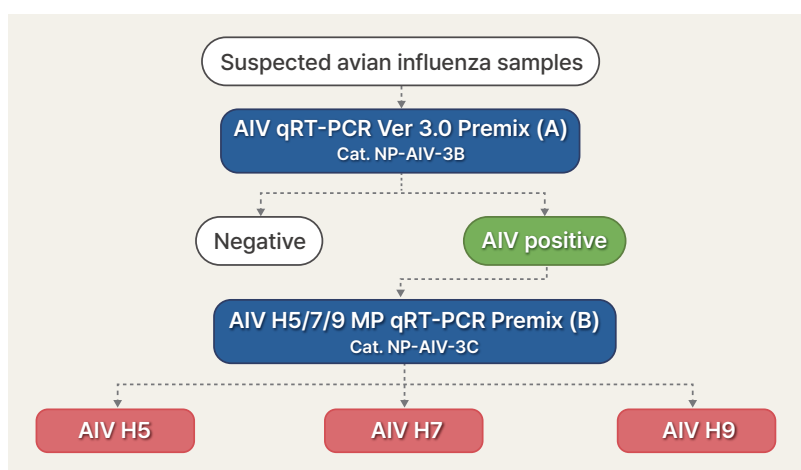 Suspected avian influenza samples
AIV qRT-PCR Ver 3.0 Premix (A)
Cat. NP-AIV-3B
Negative
AIV positive
AIV H5/7/9 MP qRT-PCR Premix (B)
Cat. NP-AIV-3C
AIV H5
AIV H7
AIV H9